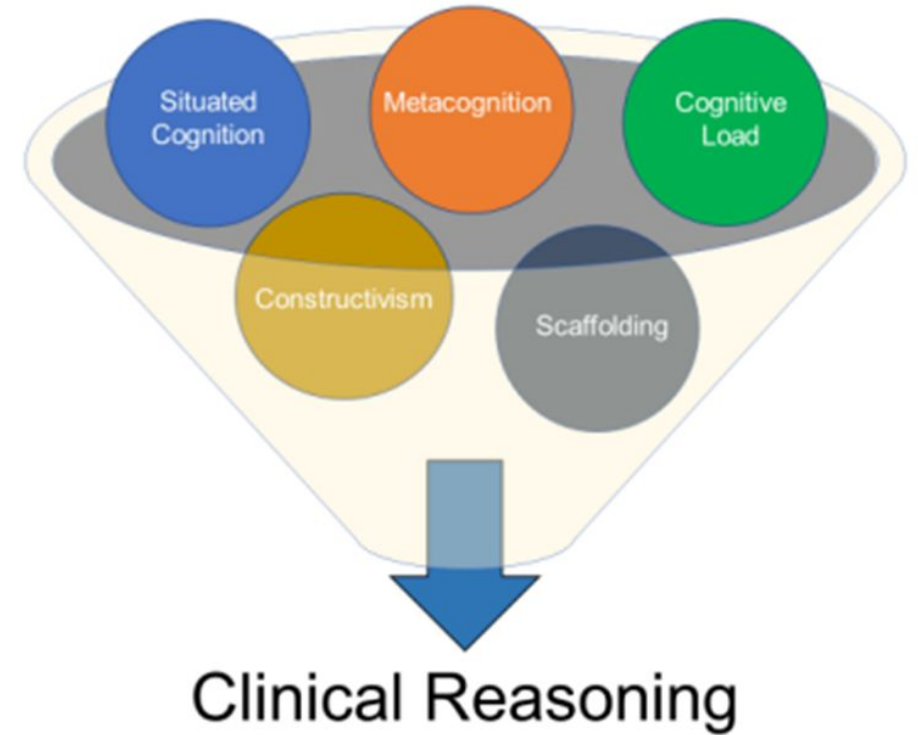 Situated
Cognition
Metacognition
Cognitive
Load
Constructivism
Scaffolding
Clinical Reasoning